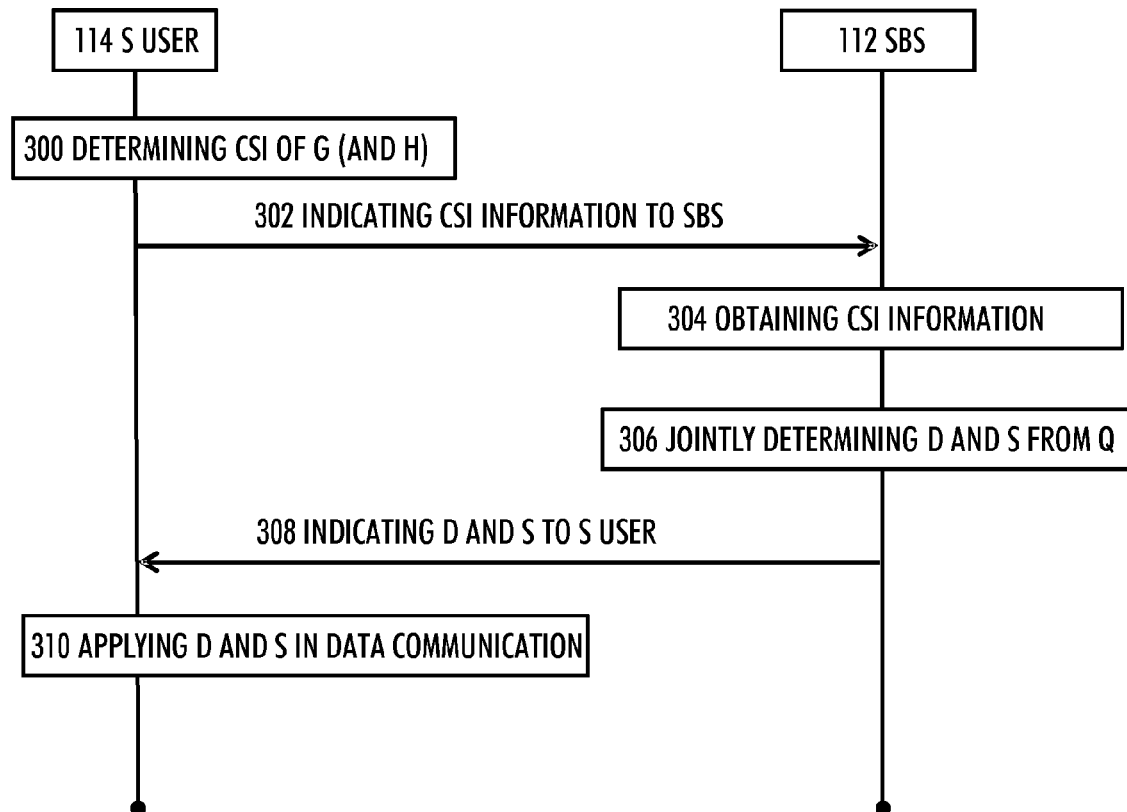 114 S USER
112 SBS
300 DETERMINING CSI OF G (AND H)
302 INDICATING CSI INFORMATION TO SBS
304 OBTAINING CSI INFORMATION
306 JOINTLY DETERMINING D AND S FROM Q
308 INDICATING D AND S TO S USER
310 APPLYING D AND S IN DATA COMMUNICATION